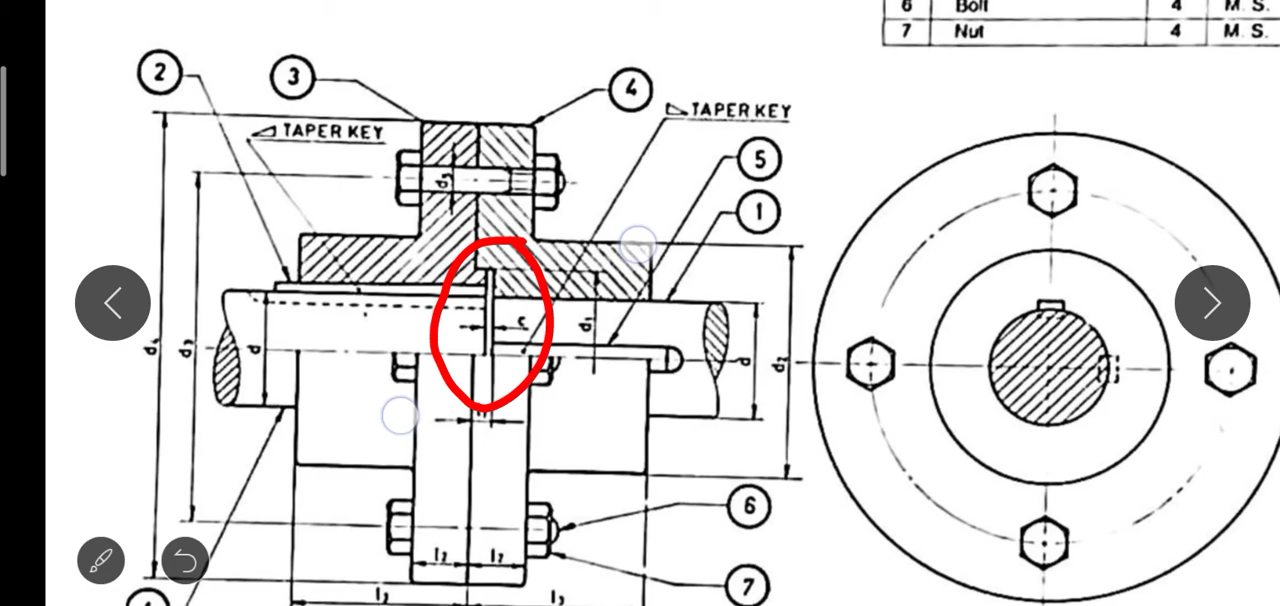 6 Bolt 4 M. S.
7 Nut 4 M. S.
2
3
4
TAPER KEY
TAPER KEY
5
1
d3
c
d1
d4
d3
d
d
d2
6
l2
l2
7
l3
l3